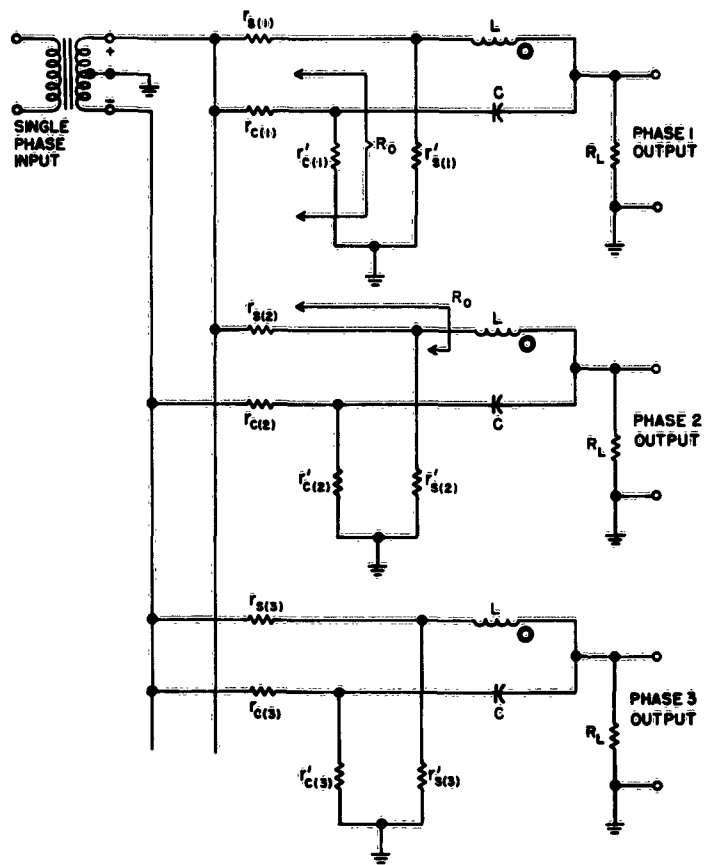 r_S(1)
L
+
-
SINGLE
PHASE
INPUT
r_C(1)
C
r'_C(1)
R_O
r'_S(1)
R_L
PHASE 1
OUTPUT
r_S(2)
R_O
L
r_C(2)
C
r'_C(2)
r'_S(2)
R_L
PHASE 2
OUTPUT
r_S(3)
L
r_C(3)
C
r'_C(3)
r'_S(3)
R_L
PHASE 3
OUTPUT